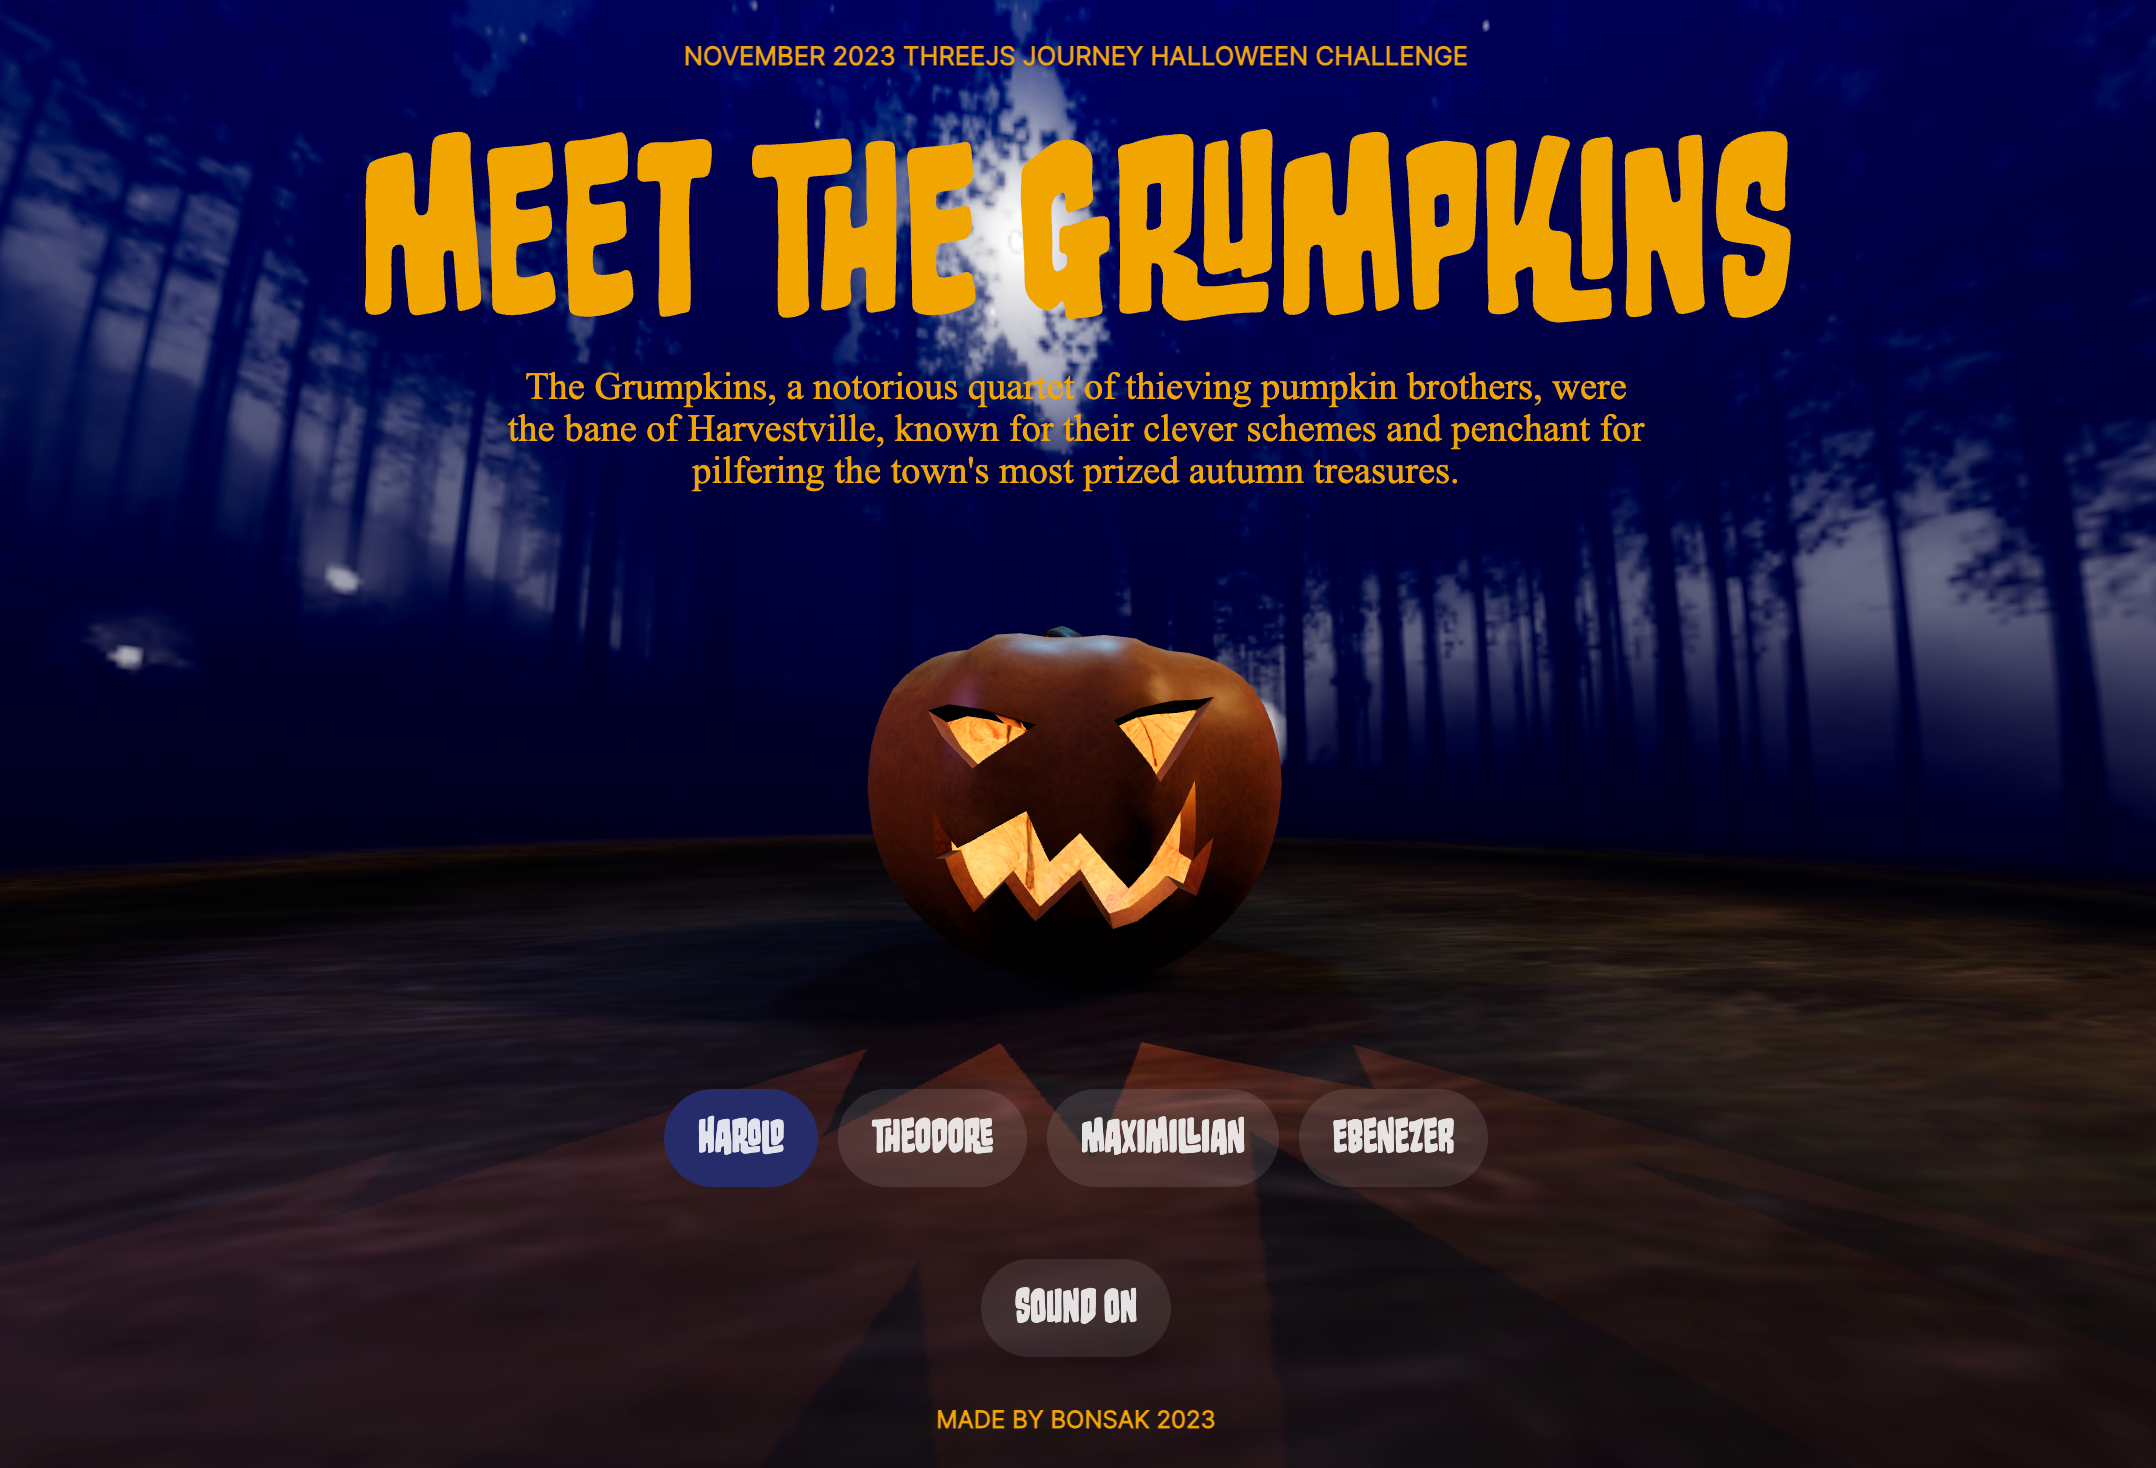 NOVEMBER 2023 THREEJS JOURNEY HALLOWEEN CHALLENGE
MEET THE GRUMPKINS
The Grumpkins, a notorious quartet of thieving pumpkin brothers, were
the bane of Harvestville, known for their clever schemes and penchant for
pilfering the town's most prized autumn treasures.
HAROLD THEODORE MAXIMILLIAN EBENEZER
SOUND ON
MADE BY BONSAK 2023